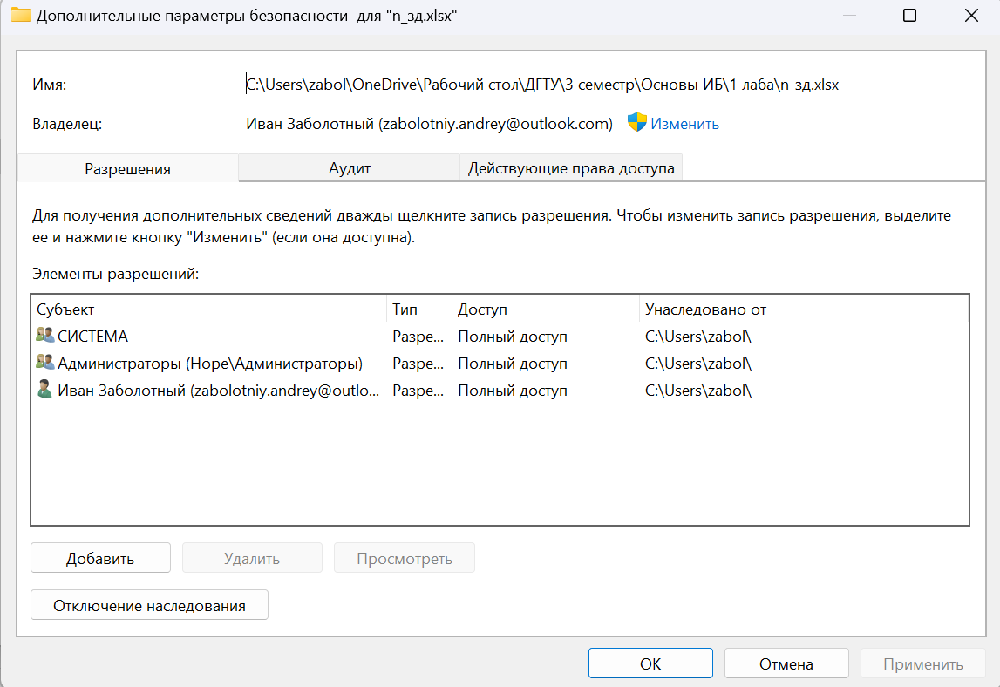 Дополнительные параметры безопасности для "п_зд.xlsx"
Имя: C:\Users\zabol\OneDrive\Рабочий стол\ДГТУ\3 семестр\Основы ИБ\1 лаба\п_зд.xlsx
Владелец: Иван Заболотный (zabolotniy.andrey@outlook.com) Изменить
Разрешения Аудит Действующие права доступа
Для получения дополнительных сведений дважды щелкните запись разрешения. Чтобы изменить запись разрешения, выделите
ее и нажмите кнопку "Изменить" (если она доступна).
Элементы разрешений:
Субъект Тип Доступ Унаследовано от
СИСТЕМА Разре... Полный доступ C:\Users\zabol\
Администраторы (Hope\Администраторы) Разре... Полный доступ C:\Users\zabol\
Иван Заболотный (zabolotniy.andrey@outlo... Разре... Полный доступ C:\Users\zabol\
Добавить Удалить Просмотреть
Отключение наследования
ОК Отмена Применить